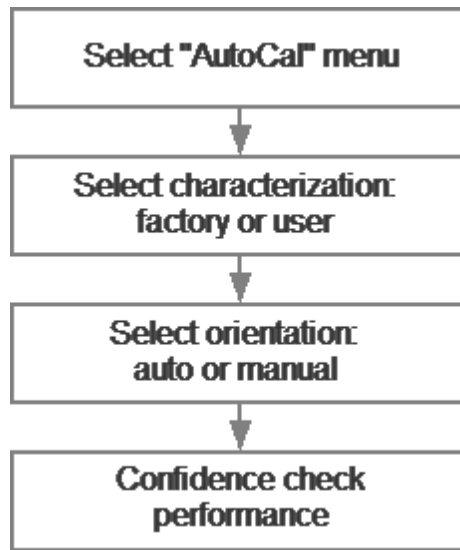 Select "AutoCal" menu
Select characterization:
factory or user
Select orientation:
auto or manual
Confidence check
performance